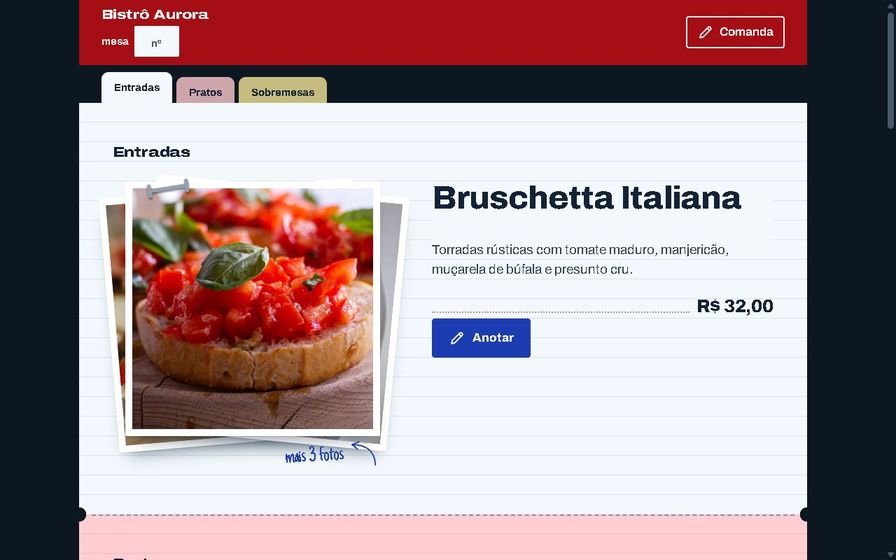 Bistrô Aurora
mesa nº
Comanda
Entradas
Pratos
Sobremesas
Entradas
Bruschetta Italiana
Torradas rústicas com tomate maduro, manjericão,
muçarela de búfala e presunto cru.
R$ 32,00
Anotar
mais 3 fotos